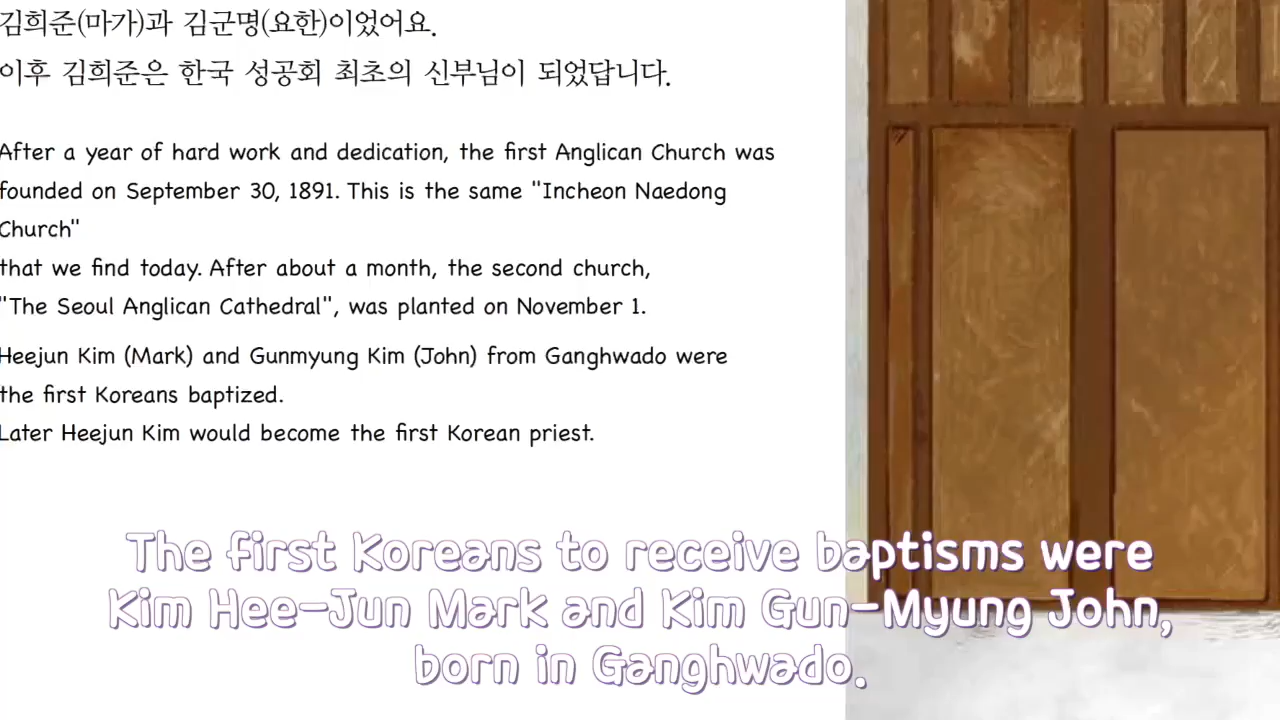 김희준(마가)과 김군명(요한)이었어요.
이후 김희준은 한국 성공회 최초의 신부님이 되었답니다.
After a year of hard work and dedication, the first Anglican Church was
founded on September 30, 1891. This is the same "Incheon Naedong
Church"
that we find today. After about a month, the second church,
"The Seoul Anglican Cathedral", was planted on November 1.
Heejun Kim (Mark) and Gunmyung Kim (John) from Ganghwado were
the first Koreans baptized.
Later Heejun Kim would become the first Korean priest.
The first Koreans to receive baptisms were
Kim Hee-Jun Mark and Kim Gun-Myung John,
born in Ganghwado.